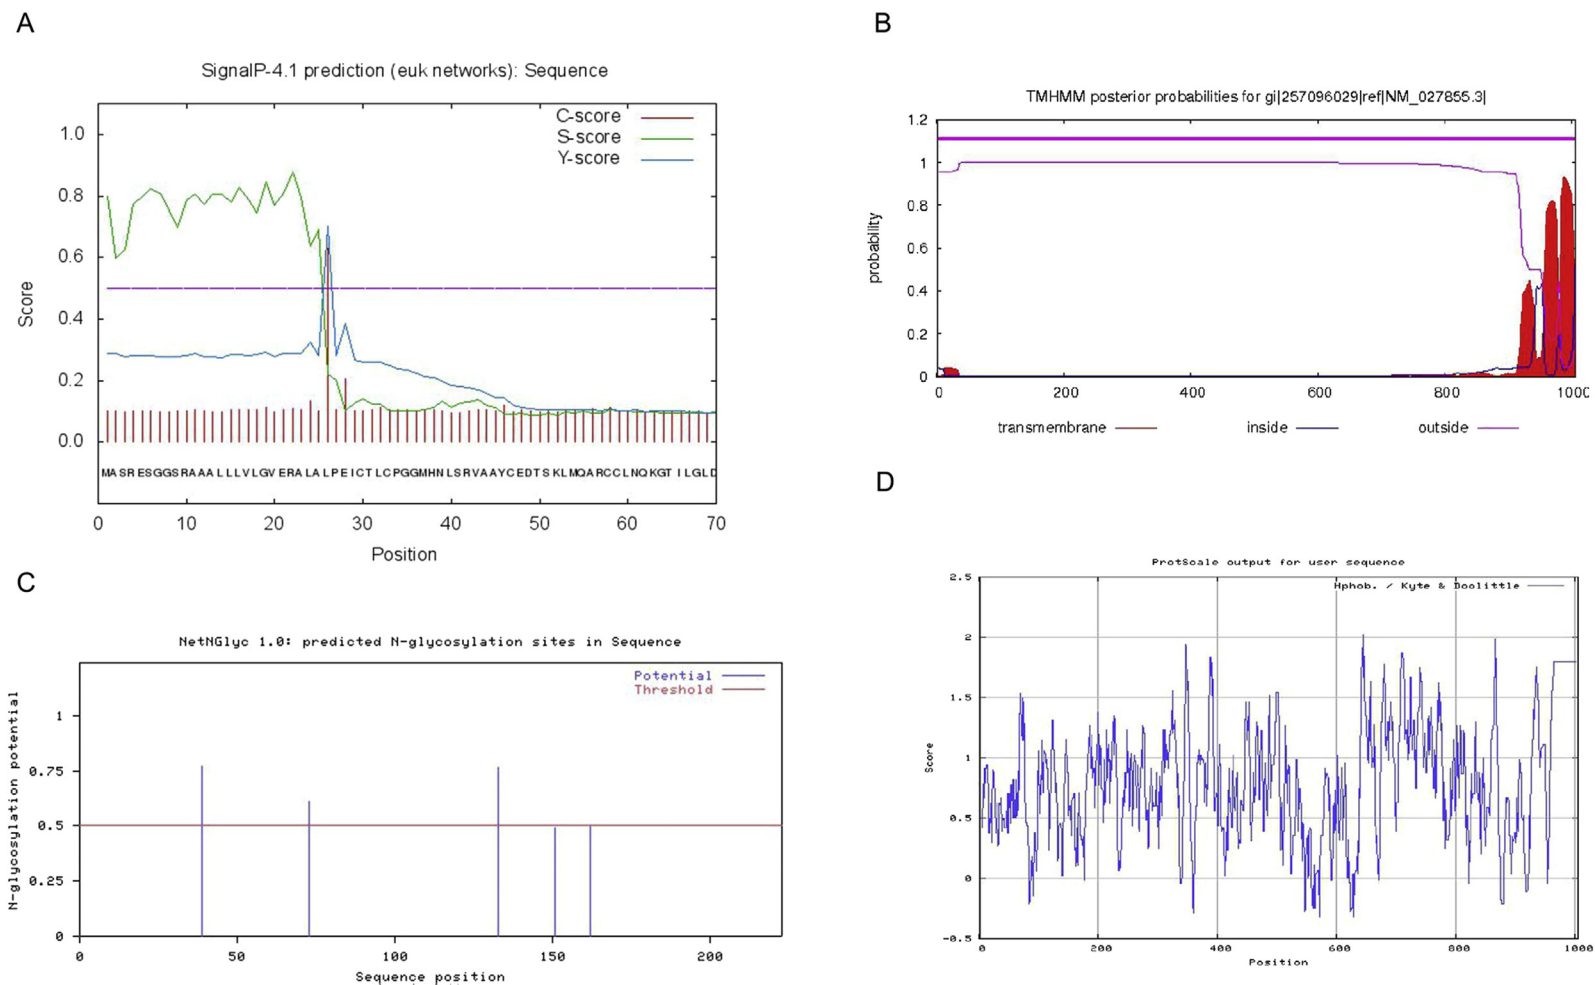 A
SignalP-4.1 prediction (euk networks): Sequence
C-score
S-score
Y-score
Score
1.0
0.8
0.6
0.4
0.2
0.0
MASRESGGSRAAALLLVLGVERALALPEICTLCPGGMHNLSRVAAYCEDTSKLMQARCCLNQKGTILGLD
0 10 20 30 40 50 60 70
Position
B
TMHMM posterior probabilities for gi|257096029|ref|NM_027855.3|
probability
1.2
1
0.8
0.6
0.4
0.2
0
0 200 400 600 800 1000
transmembrane inside outside
C
NetNGlyc 1.0: predicted N-glycosylation sites in Sequence
Potential
Threshold
N-glycosylation potential
1
0.75
0.5
0.25
0
0 50 100 150 200
Sequence position
D
ProtScale output for user sequence
Hphob. / Kyte & Doolittle
Score
2.5
2
1.5
1
0.5
0
-0.5
0 200 400 600 800 1000
Position